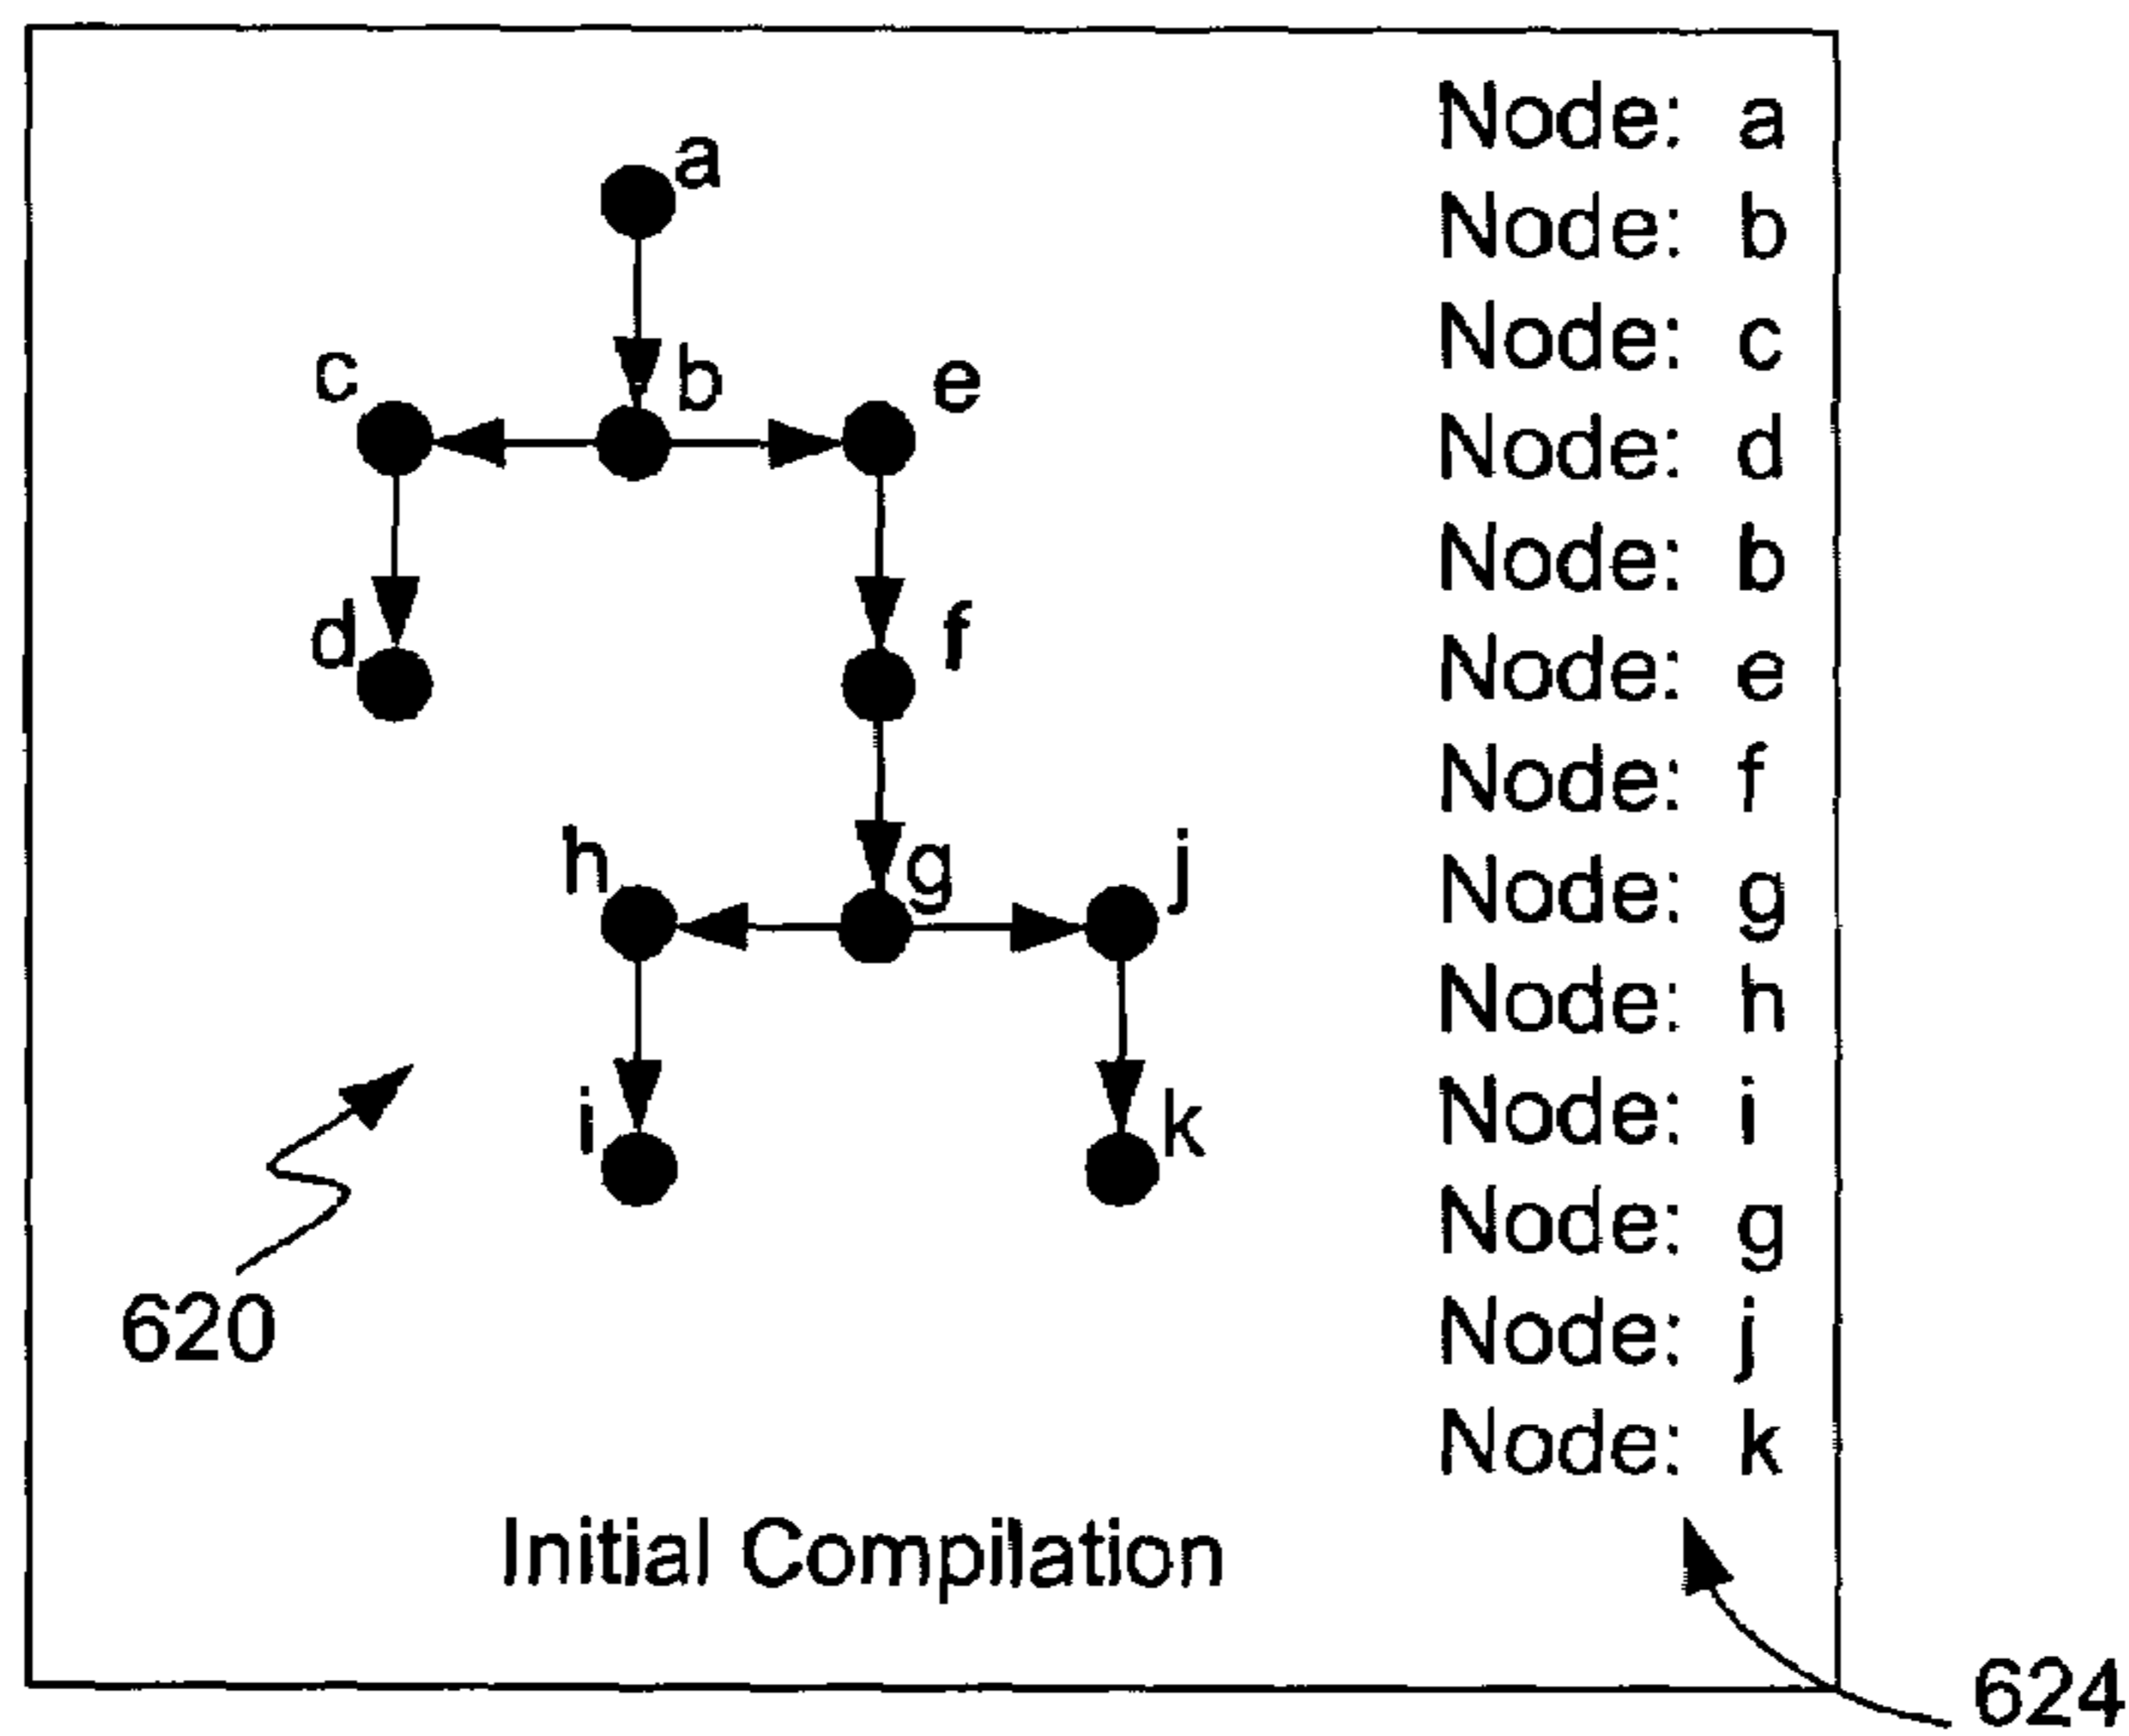 a
b
c
e
d
f
g
h
j
i
k
620
Initial Compilation
Node: a
Node: b
Node: c
Node: d
Node: b
Node: e
Node: f
Node: g
Node: h
Node: i
Node: g
Node: j
Node: k
624